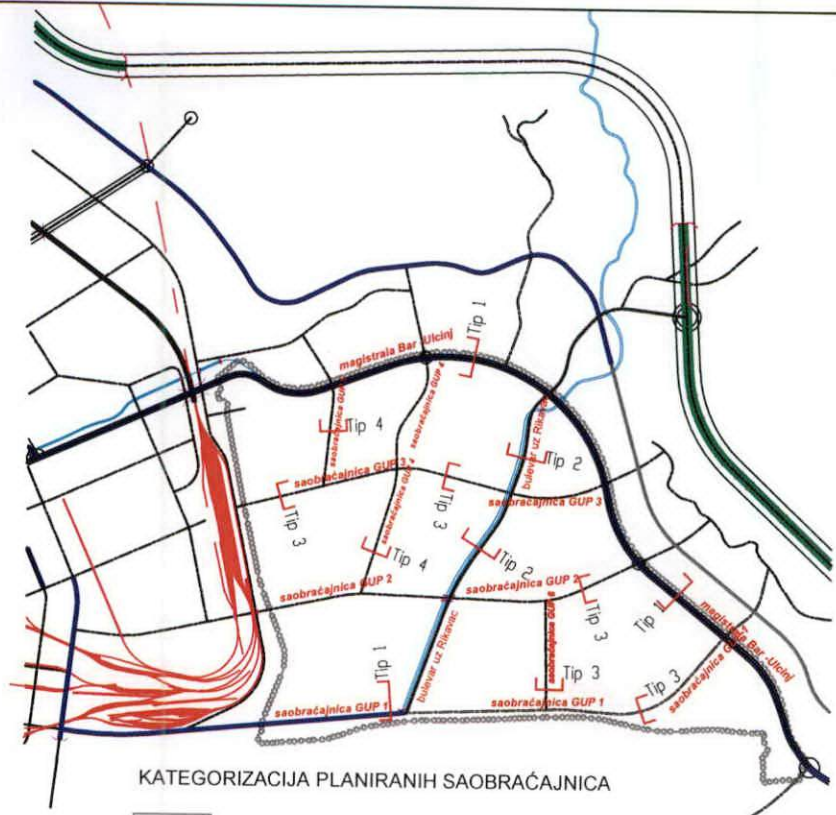 Tip 1
magistrala Bar -Ulcinj
saobraćajnica GUP 4
Tip 4
bulevar uz Rikavac
Tip 2
saobraćajnica GUP 3
saobraćajnica GUP 3
Tip 3
Tip 3
saobraćajnica GUP 4
Tip 4
Tip 2
saobraćajnica GUP 2
saobraćajnica GUP 2
Tip 3
Tip 1
magistrala Bar -Ulcinj
saobraćajnica
Tip 1
bulevar uz Rikavac
Tip 3
Tip 3
saobraćajnica GUP 1
saobraćajnica GUP 1
KATEGORIZACIJA PLANIRANIH SAOBRAĆAJNICA